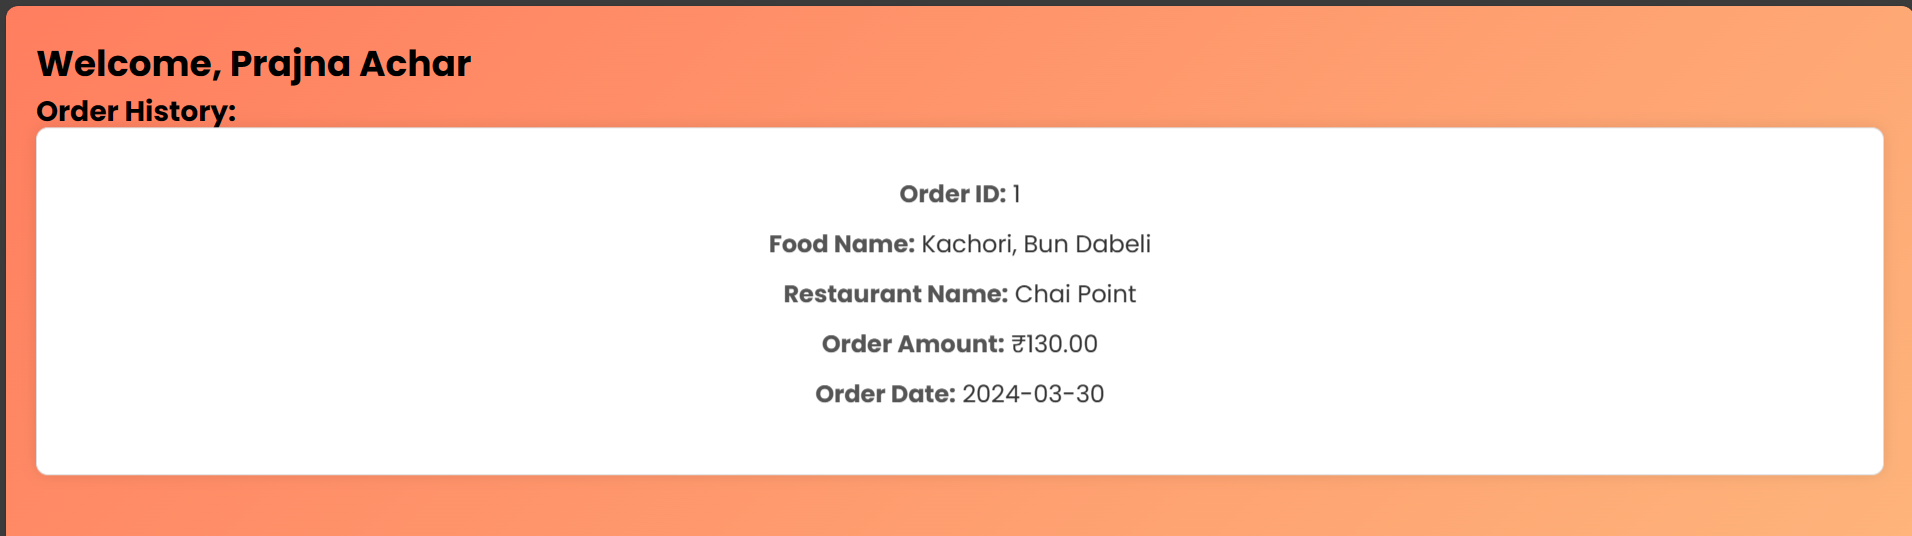 Welcome, Prajna Achar
Order History:
Order ID: 1
Food Name: Kachori, Bun Dabeli
Restaurant Name: Chai Point
Order Amount: ₹130.00
Order Date: 2024-03-30